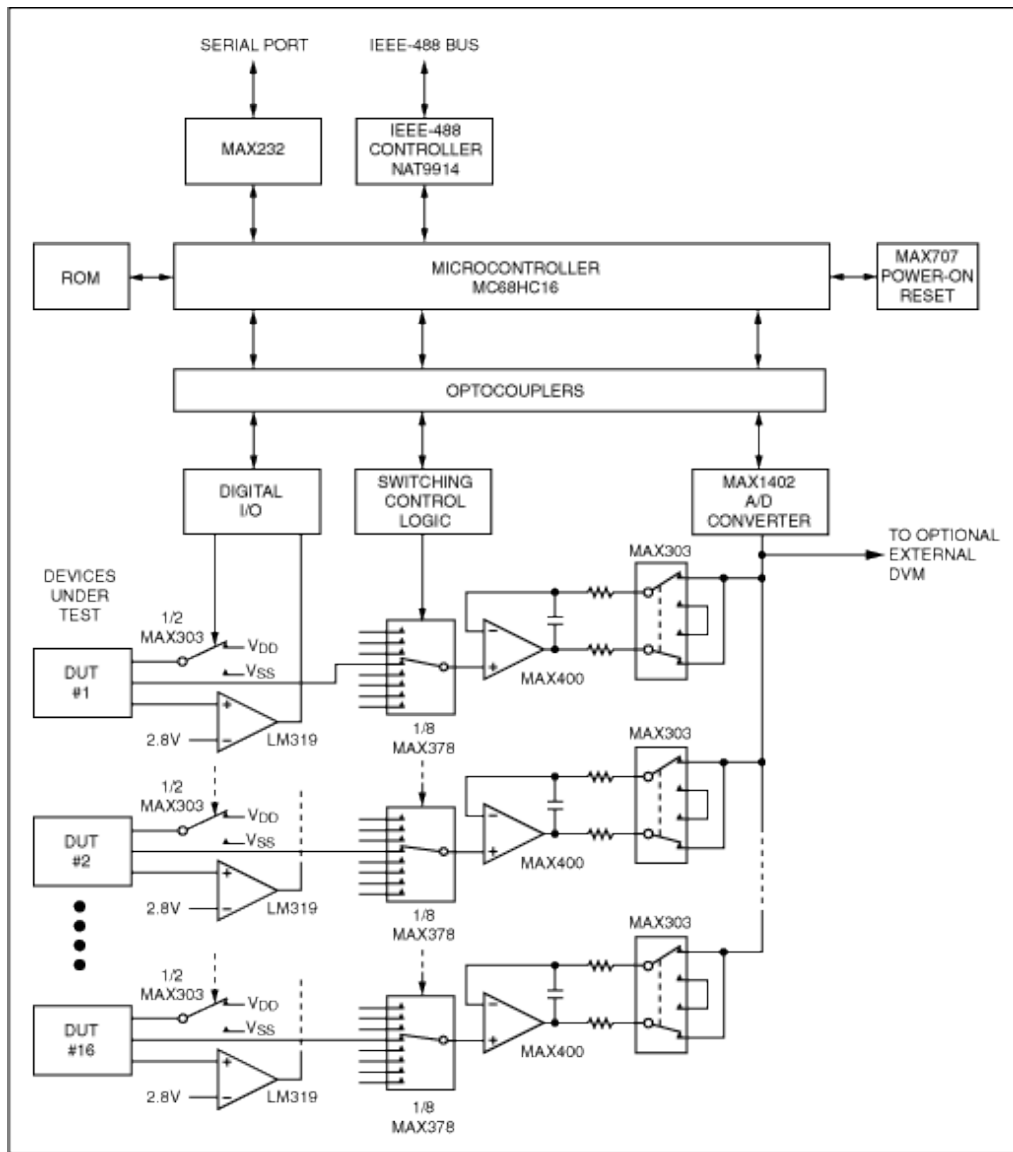 SERIAL PORT
IEEE-488 BUS
MAX232
IEEE-488
CONTROLLER
NAT9914
ROM
MICROCONTROLLER
MC68HC16
MAX707
POWER-ON
RESET
OPTOCOUPLERS
DIGITAL
I/O
SWITCHING
CONTROL
LOGIC
MAX1402
A/D
CONVERTER
TO OPTIONAL
EXTERNAL
DVM
DEVICES
UNDER
TEST
1/2
MAX303
VDD
VSS
DUT
#1
2.8V
LM319
1/8
MAX378
MAX400
MAX303
1/2
MAX303
VDD
VSS
DUT
#2
2.8V
LM319
1/8
MAX378
MAX400
MAX303
1/2
MAX303
VDD
VSS
DUT
#16
2.8V
LM319
1/8
MAX378
MAX400
MAX303